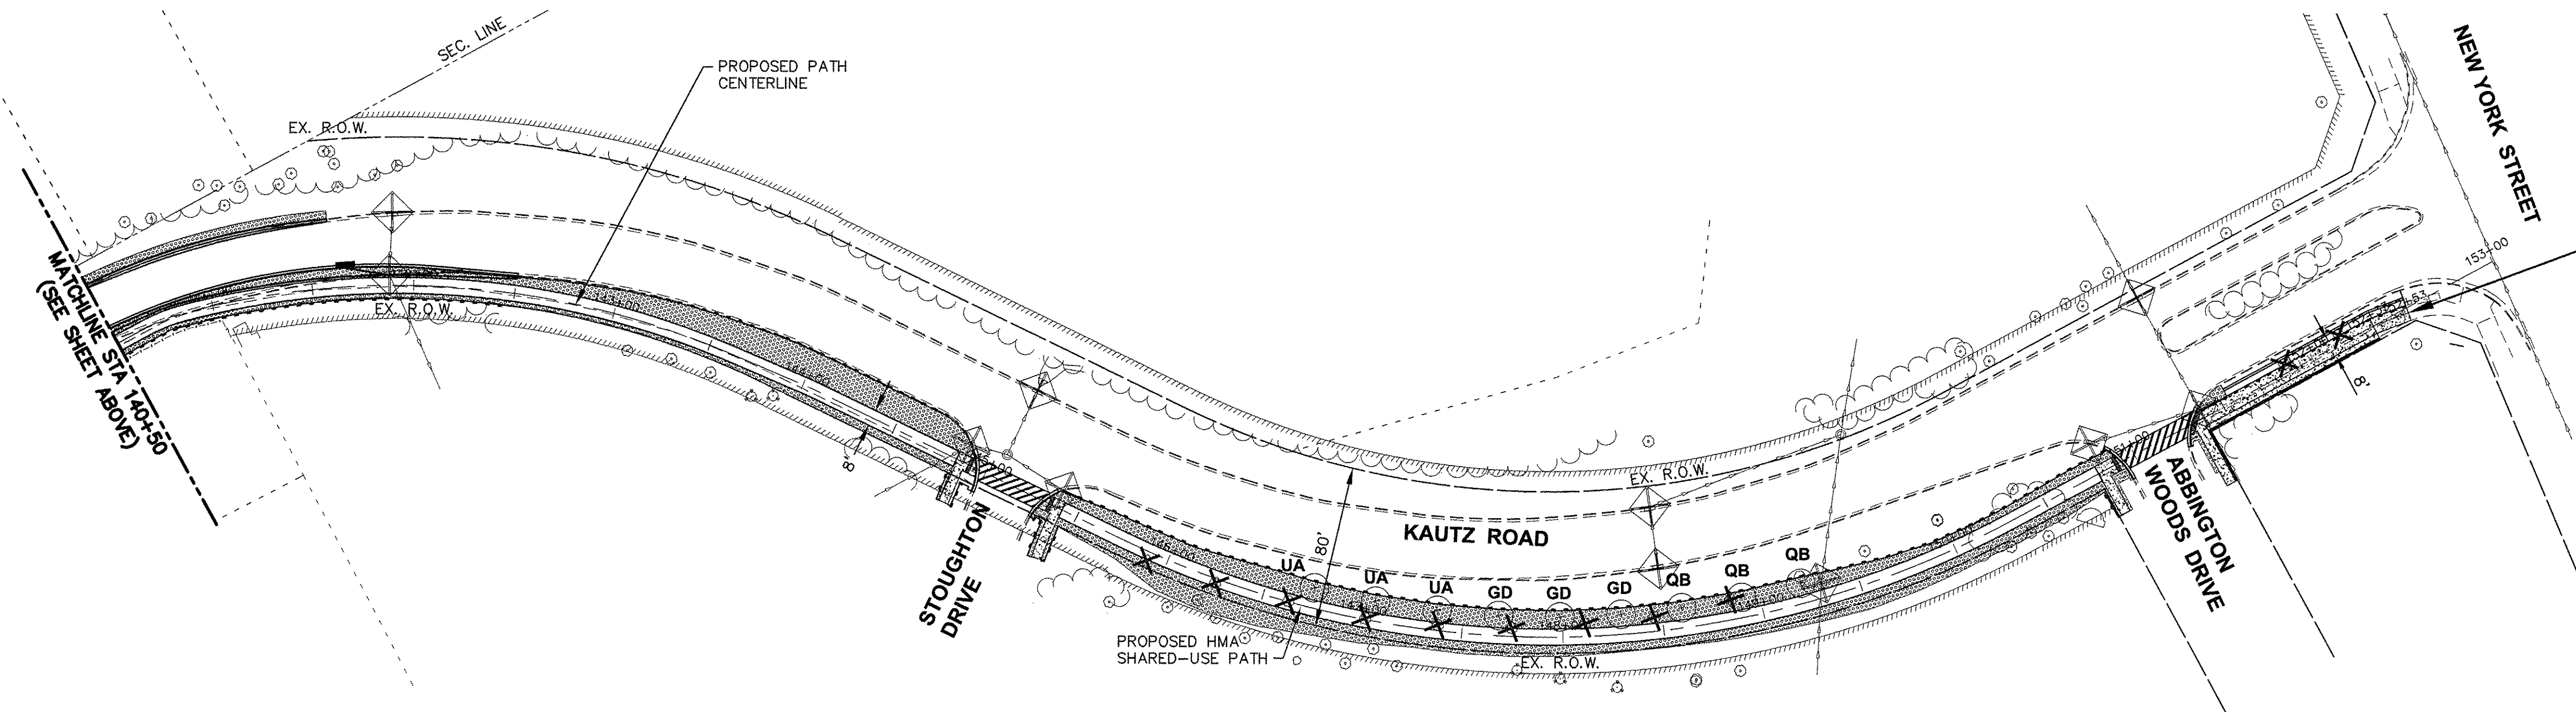 SEC. LINE
PROPOSED PATH
CENTERLINE
EX. R.O.W.
NEW YORK STREET
153+00
MATCHLINE STA 140+50
(SEE SHEET ABOVE)
EX. R.O.W.
8'
8'
STOUGHTON
DRIVE
80'
KAUTZ ROAD
EX. R.O.W.
ABBINGTON
WOODS DRIVE
UA
UA
UA
GD
GD
GD
QB
QB
QB
PROPOSED HMA
SHARED-USE PATH
EX. R.O.W.